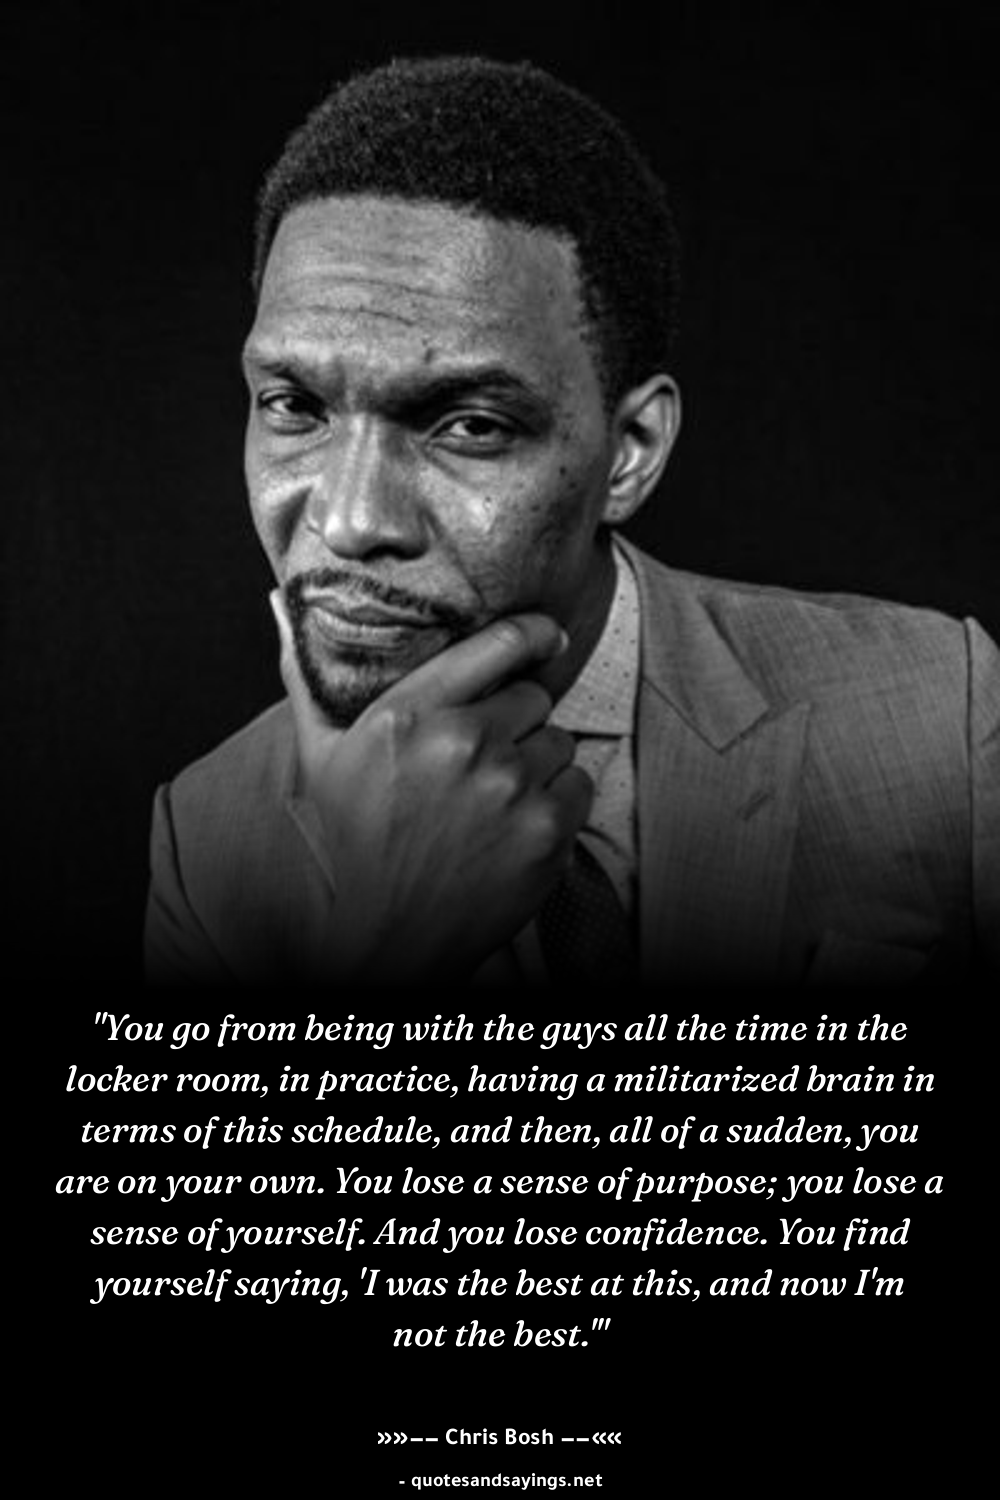 "You go from being with the guys all the time in the
locker room, in practice, having a militarized brain in
terms of this schedule, and then, all of a sudden, you
are on your own. You lose a sense of purpose; you lose a
sense of yourself. And you lose confidence. You find
yourself saying, 'I was the best at this, and now I'm
not the best.'"
»»–– Chris Bosh ––««
- quotesandsayings.net